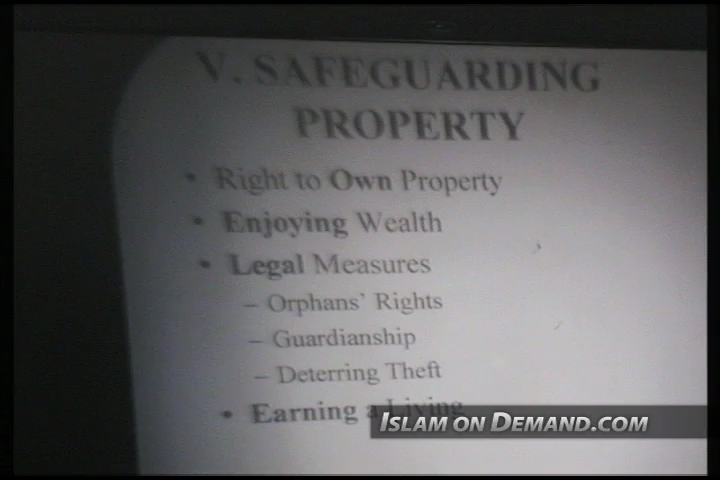 V. SAFEGUARDING
PROPERTY
• Right to Own Property
• Enjoying Wealth
• Legal Measures
– Orphans' Rights
– Guardianship
– Deterring Theft
• Earning a Living
ISLAM ON DEMAND.COM